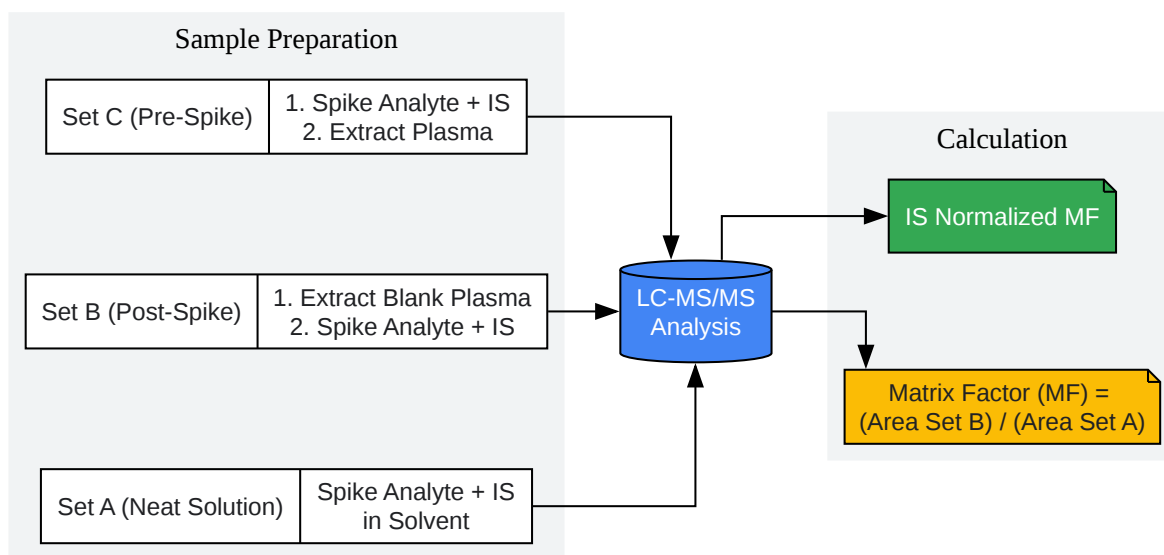 Sample Preparation
Set C (Pre-Spike)
1. Spike Analyte + IS
2. Extract Plasma
Set B (Post-Spike)
1. Extract Blank Plasma
2. Spike Analyte + IS
Set A (Neat Solution)
Spike Analyte + IS
in Solvent
LC-MS/MS
Analysis
Calculation
IS Normalized MF
Matrix Factor (MF) =
(Area Set B) / (Area Set A)